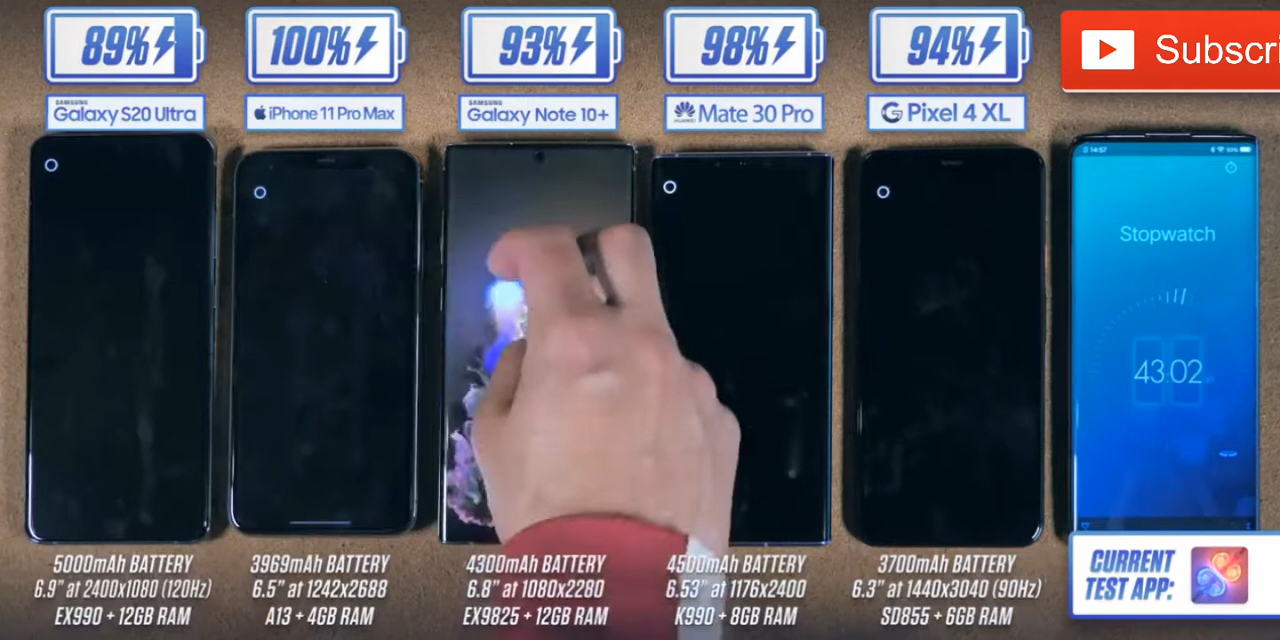 89%
100%
93%
98%
94%
Subscri
SAMSUNG
Galaxy S20 Ultra
iPhone 11 Pro Max
SAMSUNG
Galaxy Note 10+
HUAWEI
Mate 30 Pro
G Pixel 4 XL
14:57
Stopwatch
43:02
5000mAh BATTERY
6.9" at 2400x1080 (120Hz)
EX990 + 12GB RAM
3969mAh BATTERY
6.5" at 1242x2688
A13 + 4GB RAM
4300mAh BATTERY
6.8" at 1080x2280
EX9825 + 12GB RAM
4500mAh BATTERY
6.53" at 1176x2400
K990 + 8GB RAM
3700mAh BATTERY
6.3" at 1440x3040 (90Hz)
SD855 + 6GB RAM
CURRENT
TEST APP: